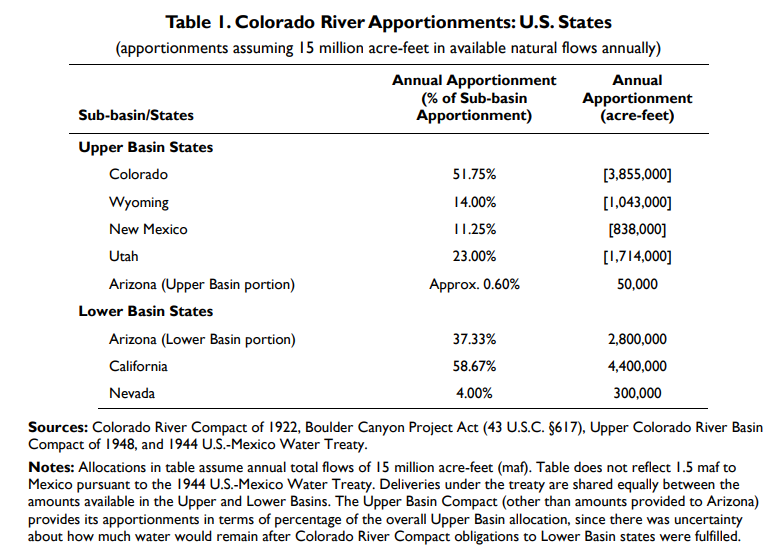 Table 1. Colorado River Apportionments: U.S. States
(apportionments assuming 15 million acre-feet in available natural flows annually)
Sub-basin/States Annual Apportionment (% of Sub-basin Apportionment) Annual Apportionment (acre-feet)
Upper Basin States
Colorado 51.75% [3,855,000]
Wyoming 14.00% [1,043,000]
New Mexico 11.25% [838,000]
Utah 23.00% [1,714,000]
Arizona (Upper Basin portion) Approx. 0.60% 50,000
Lower Basin States
Arizona (Lower Basin portion) 37.33% 2,800,000
California 58.67% 4,400,000
Nevada 4.00% 300,000
Sources: Colorado River Compact of 1922, Boulder Canyon Project Act (43 U.S.C. §617), Upper Colorado River Basin
Compact of 1948, and 1944 U.S.-Mexico Water Treaty.
Notes: Allocations in table assume annual total flows of 15 million acre-feet (maf). Table does not reflect 1.5 maf to
Mexico pursuant to the 1944 U.S.-Mexico Water Treaty. Deliveries under the treaty are shared equally between the
amounts available in the Upper and Lower Basins. The Upper Basin Compact (other than amounts provided to Arizona)
provides its apportionments in terms of percentage of the overall Upper Basin allocation, since there was uncertainty
about how much water would remain after Colorado River Compact obligations to Lower Basin states were fulfilled.